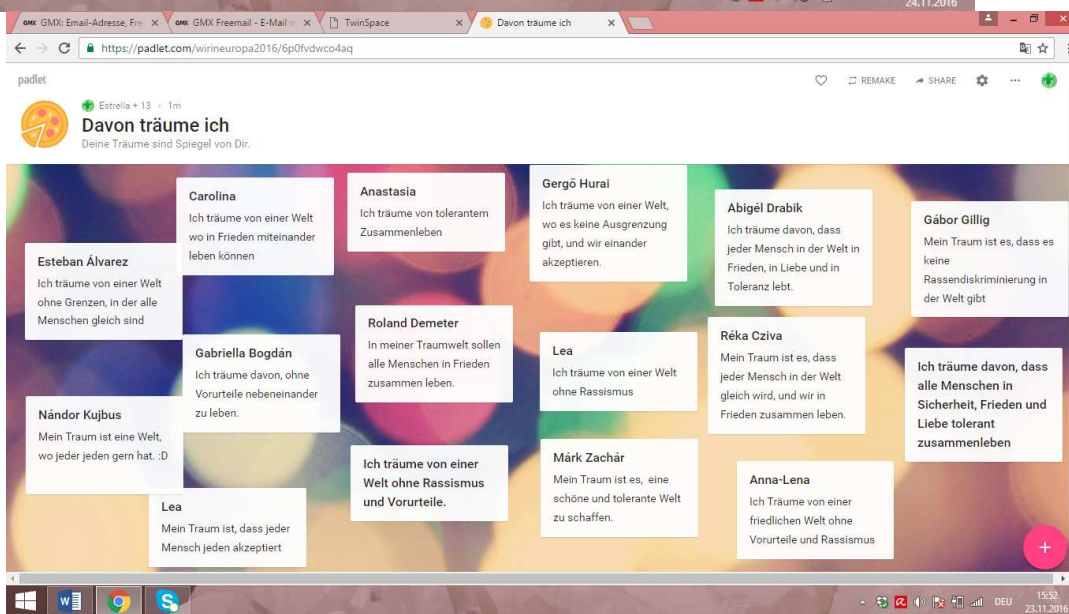 24.11.2016
GMX: Email-Adresse, Fre
GMX Freemail - E-Mail
TwinSpace
Davon träume ich
https://padlet.com/wirineuropa2016/6p0fvdwco4aq
padlet
REMAKE
SHARE
Estrella + 13 • 1m
Davon träume ich
Deine Träume sind Spiegel von Dir.
Esteban Álvarez
Ich träume von einer Welt
ohne Grenzen, in der alle
Menschen gleich sind
Nándor Kujbus
Mein Traum ist eine Welt,
wo jeder jeden gern hat. :D
Carolina
Ich träume von einer Welt
wo in Frieden miteinander
leben können
Gabriella Bogdán
Ich träume davon, ohne
Vorurteile nebeneinander
zu leben.
Lea
Mein Traum ist, dass jeder
Mensch jeden akzeptiert
Anastasia
Ich träume von tolerantem
Zusammenleben
Roland Demeter
In meiner Traumwelt sollen
alle Menschen in Frieden
zusammen leben.
Ich träume von einer
Welt ohne Rassismus
und Vorurteile.
Gergő Hurai
Ich träume von einer Welt,
wo es keine Ausgrenzung
gibt, und wir einander
akzeptieren.
Lea
Ich träume von einer Welt
ohne Rassismus
Márk Zachár
Mein Traum ist es, eine
schöne und tolerante Welt
zu schaffen.
Abigél Drabik
Ich träume davon, dass
jeder Mensch in der Welt in
Frieden, in Liebe und in
Toleranz lebt.
Réka Cziva
Mein Traum ist es, dass
jeder Mensch in der Welt
gleich wird, und wir in
Frieden zusammen leben.
Anna-Lena
Ich Träume von einer
friedlichen Welt ohne
Vorurteile und Rassismus
Gábor Gillig
Mein Traum ist es, dass es
keine
Rassendiskriminierung in
der Welt gibt
Ich träume davon, dass
alle Menschen in
Sicherheit, Frieden und
Liebe tolerant
zusammenleben
DEU
15:52
23.11.2016